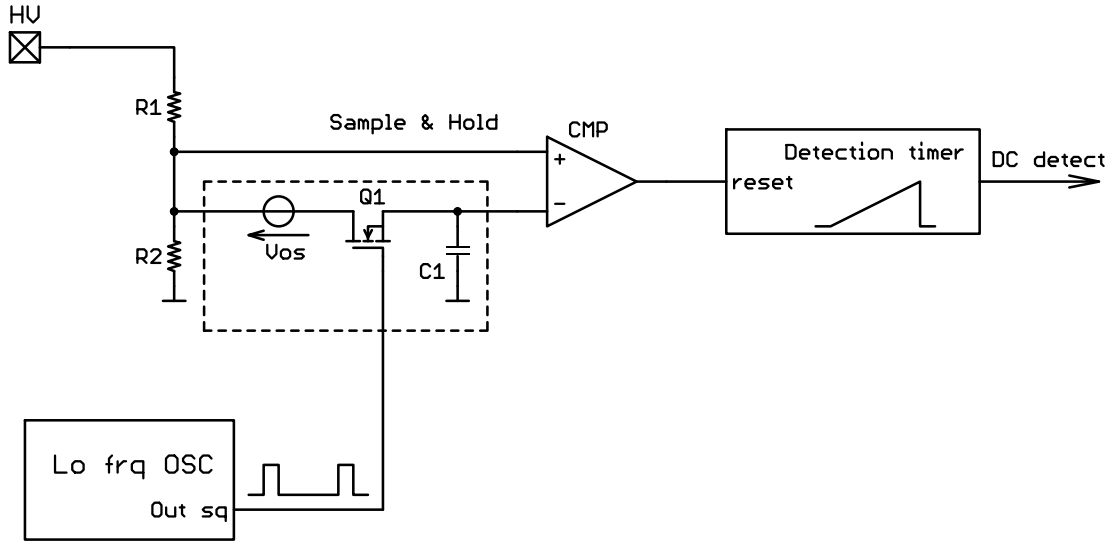 HV
R1
Sample & Hold
CMP
+
Detection timer
DC detect
reset
Q1
-
Vos
R2
C1
Lo frq OSC
Out sq